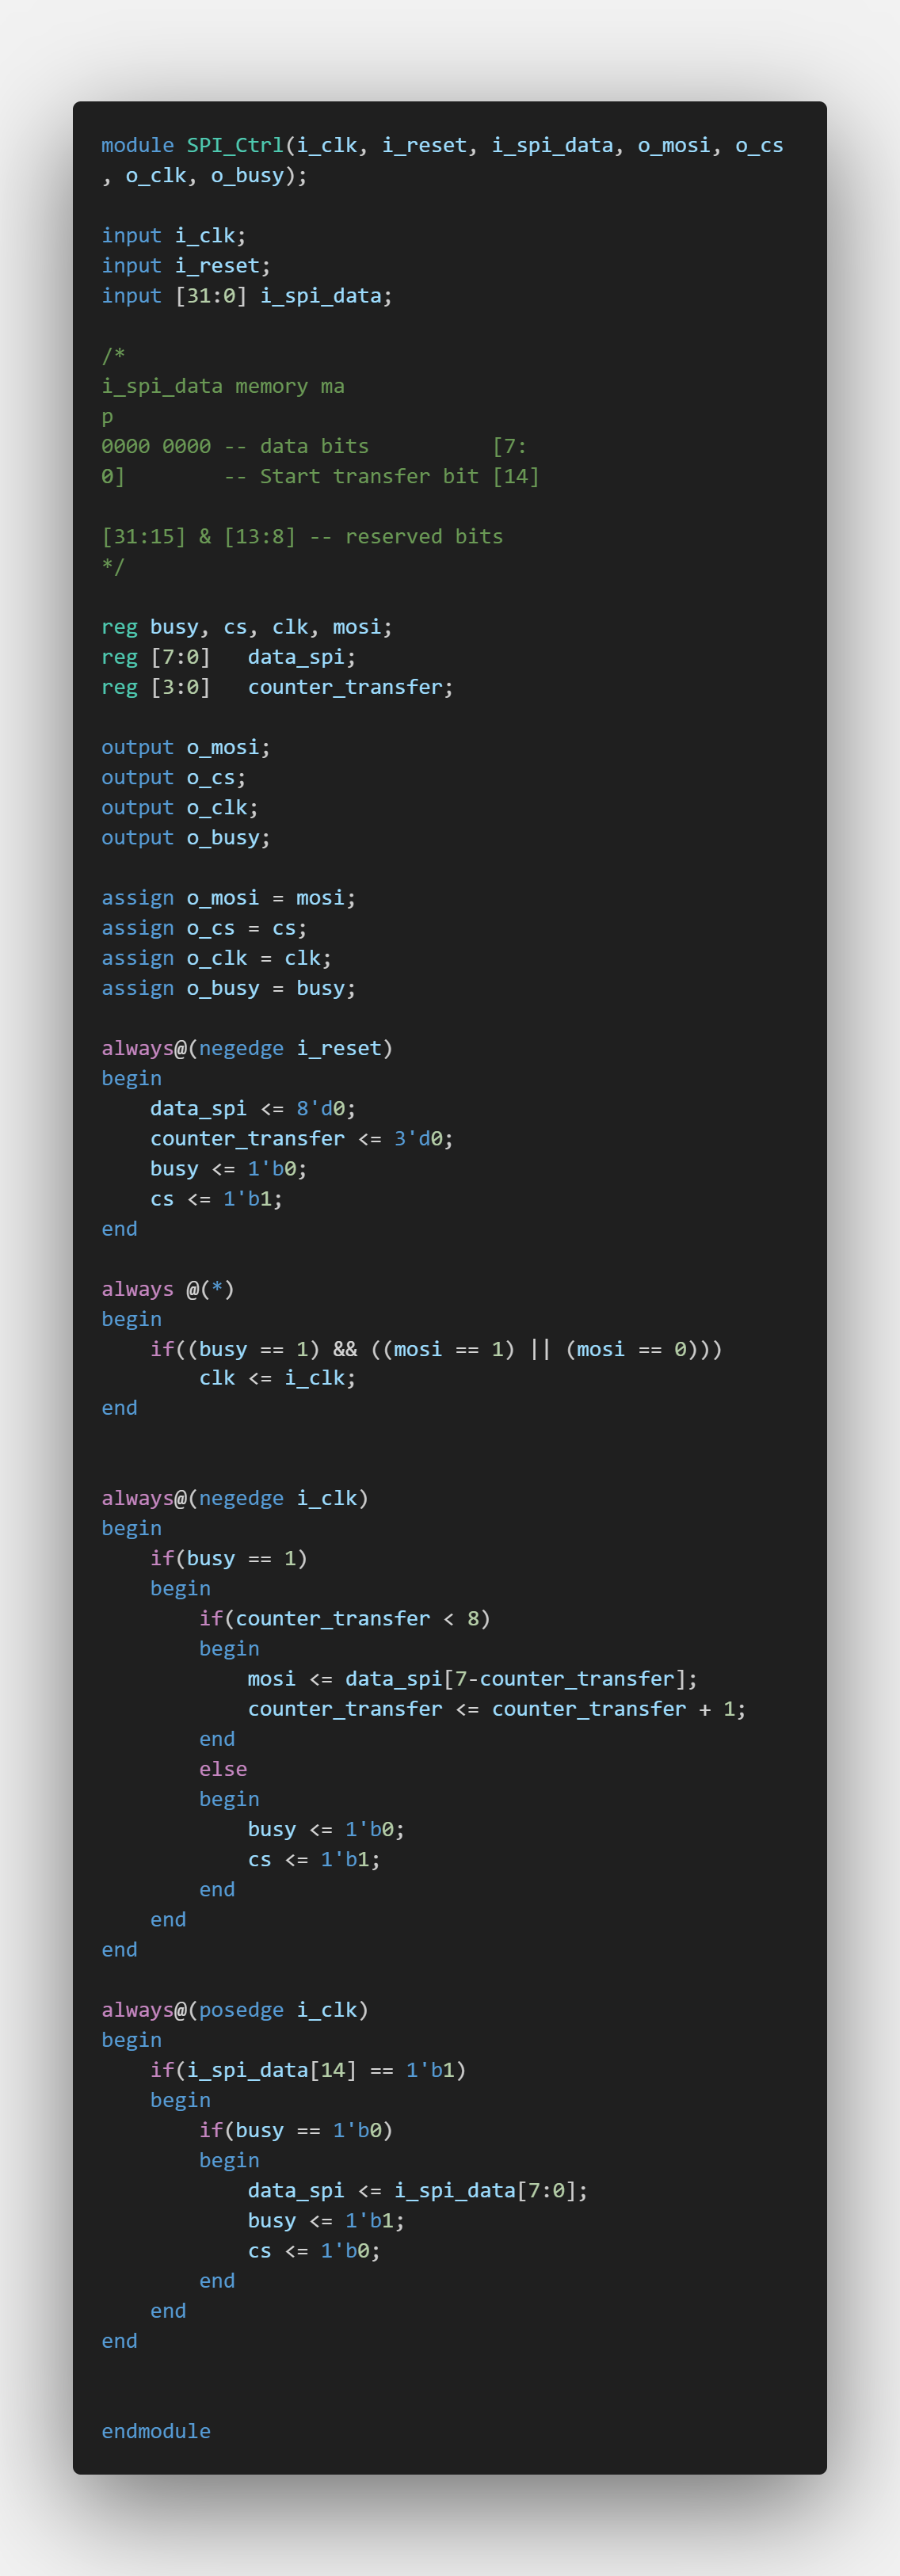 module SPI_Ctrl(i_clk, i_reset, i_spi_data, o_mosi, o_cs
, o_clk, o_busy);
input i_clk;
input i_reset;
input [31:0] i_spi_data;
/*
i_spi_data memory ma
p
0000 0000 -- data bits          [7:
0]        -- Start transfer bit [14]
[31:15] & [13:8] -- reserved bits
*/
reg busy, cs, clk, mosi;
reg [7:0]   data_spi;
reg [3:0]   counter_transfer;
output o_mosi;
output o_cs;
output o_clk;
output o_busy;
assign o_mosi = mosi;
assign o_cs = cs;
assign o_clk = clk;
assign o_busy = busy;
always@(negedge i_reset)
begin
    data_spi <= 8'd0;
    counter_transfer <= 3'd0;
    busy <= 1'b0;
    cs <= 1'b1;
end
always @(*)
begin
    if((busy == 1) && ((mosi == 1) || (mosi == 0)))
        clk <= i_clk;
end
always@(negedge i_clk)
begin
    if(busy == 1)
    begin
        if(counter_transfer < 8)
        begin
            mosi <= data_spi[7-counter_transfer];
            counter_transfer <= counter_transfer + 1;
        end
        else
        begin
            busy <= 1'b0;
            cs <= 1'b1;
        end
    end
end
always@(posedge i_clk)
begin
    if(i_spi_data[14] == 1'b1)
    begin
        if(busy == 1'b0)
        begin
            data_spi <= i_spi_data[7:0];
            busy <= 1'b1;
            cs <= 1'b0;
        end
    end
end
endmodule